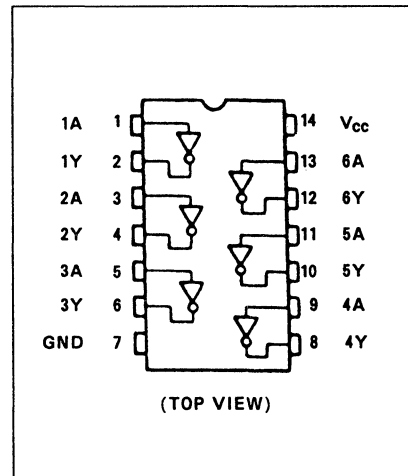 1A 1 14 VCC
1Y 2 13 6A
2A 3 12 6Y
2Y 4 11 5A
3A 5 10 5Y
3Y 6 9 4A
GND 7 8 4Y
(TOP VIEW)